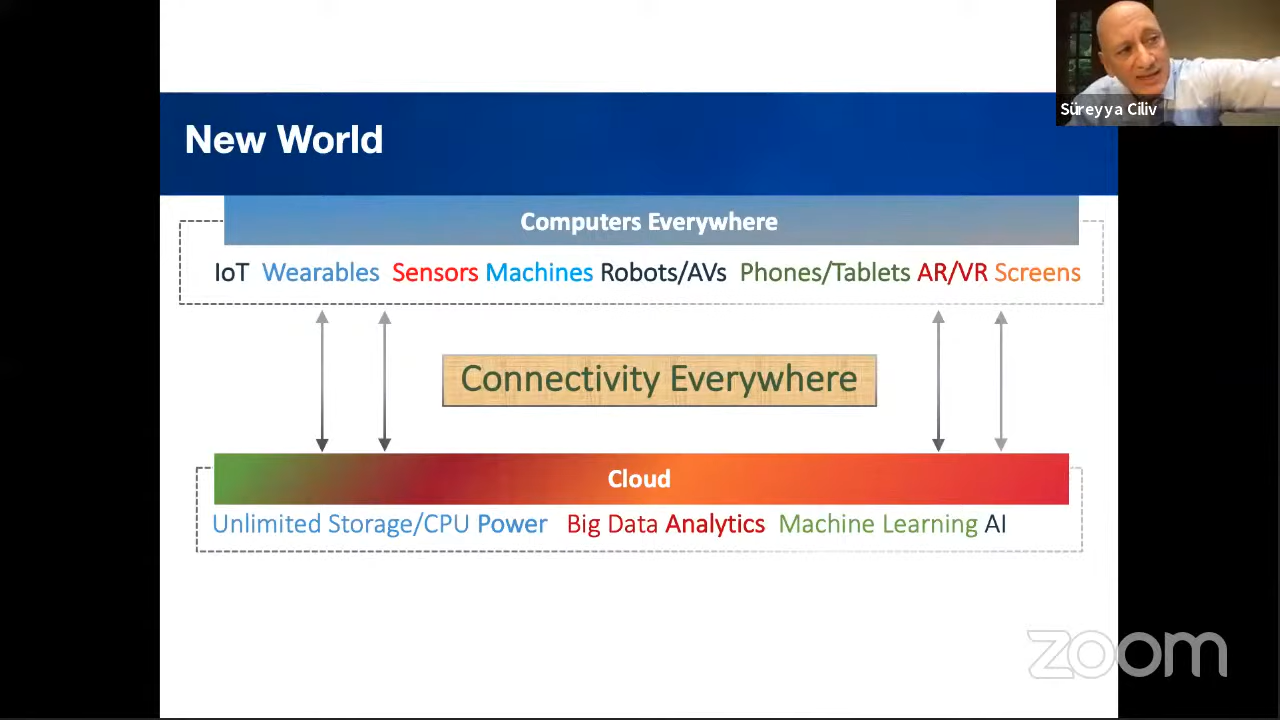 Süreyya Ciliv
New World
Computers Everywhere
IoT Wearables Sensors Machines Robots/AVs Phones/Tablets AR/VR Screens
Connectivity Everywhere
Cloud
Unlimited Storage/CPU Power Big Data Analytics Machine Learning AI
zoom